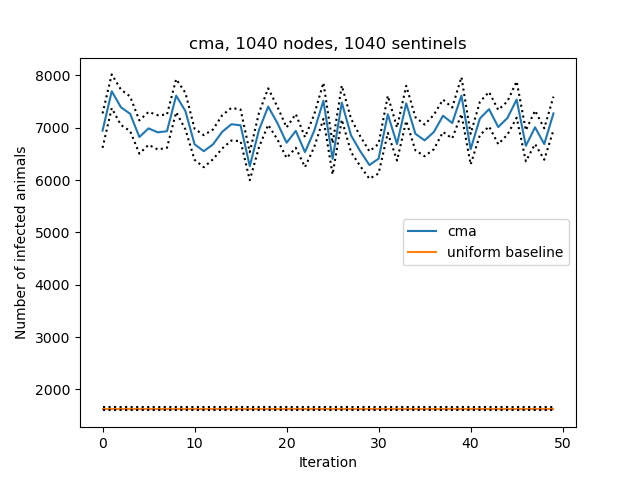 cma, 1040 nodes, 1040 sentinels
Number of infected animals
8000
7000
6000
5000
4000
3000
2000
cma
uniform baseline
0 10 20 30 40 50
Iteration